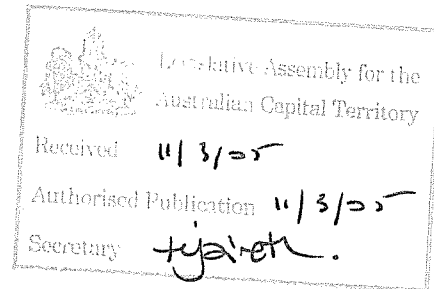 Legislative Assembly for the
Australian Capital Territory
Received 11/3/05
Authorised Publication 11/3/05
Secretary